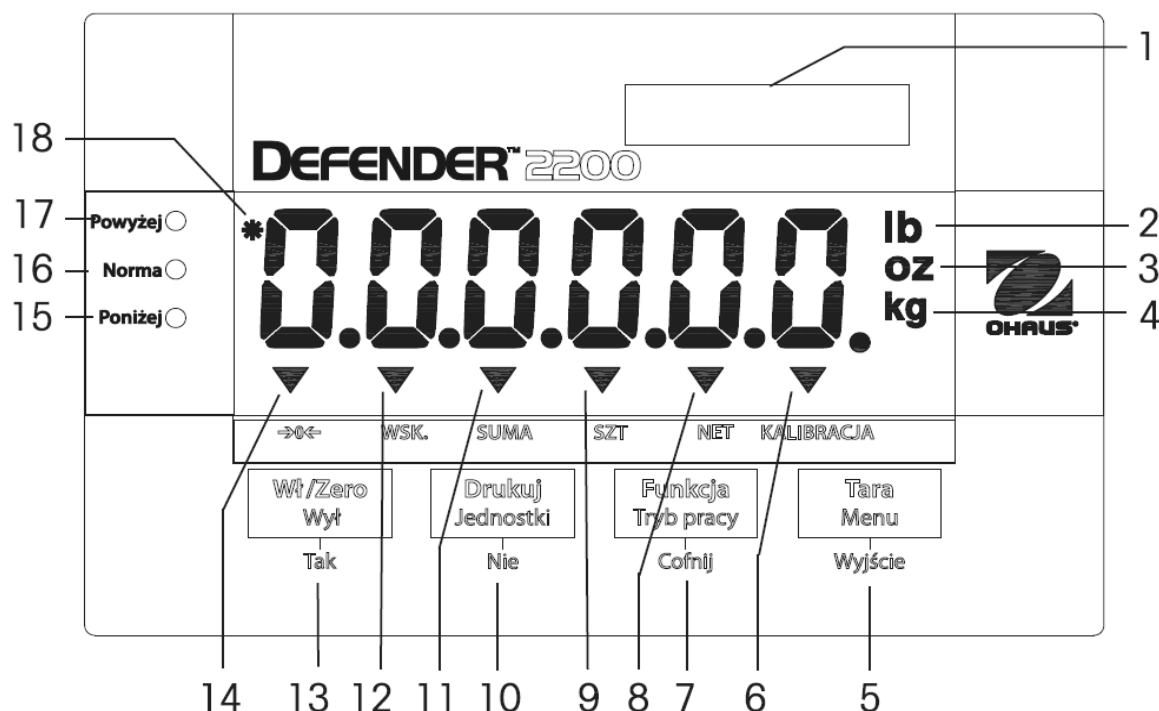 1
18
DEFENDER™ 2200
17 Powyżej
16 Norma
15 Poniżej
*0.0.0.0.0.0.
lb 2
oz 3
kg 4
OHAUS®
→0← WSK. SUMA SZT NET KALIBRACJA
Wł/Zero Drukuj Funkcja Tara
Wył Jednostki Tryb pracy Menu
Tak Nie Cofnij Wyjście
14 13 12 11 10 9 8 7 6 5